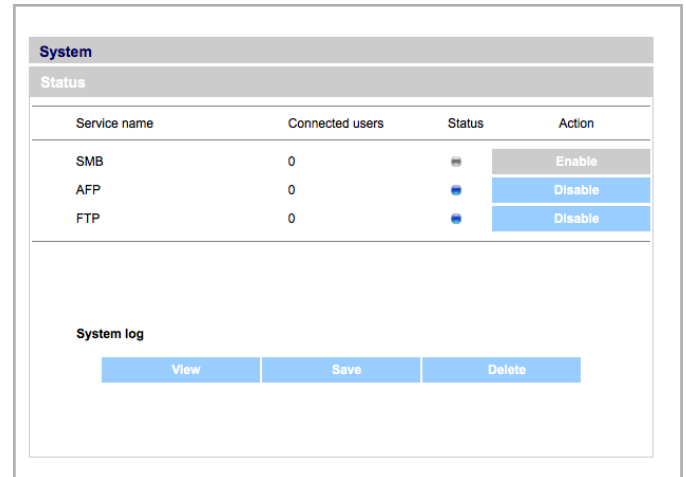 System
Status
Service name Connected users Status Action
SMB 0 Enable
AFP 0 Disable
FTP 0 Disable
System log
View Save Delete